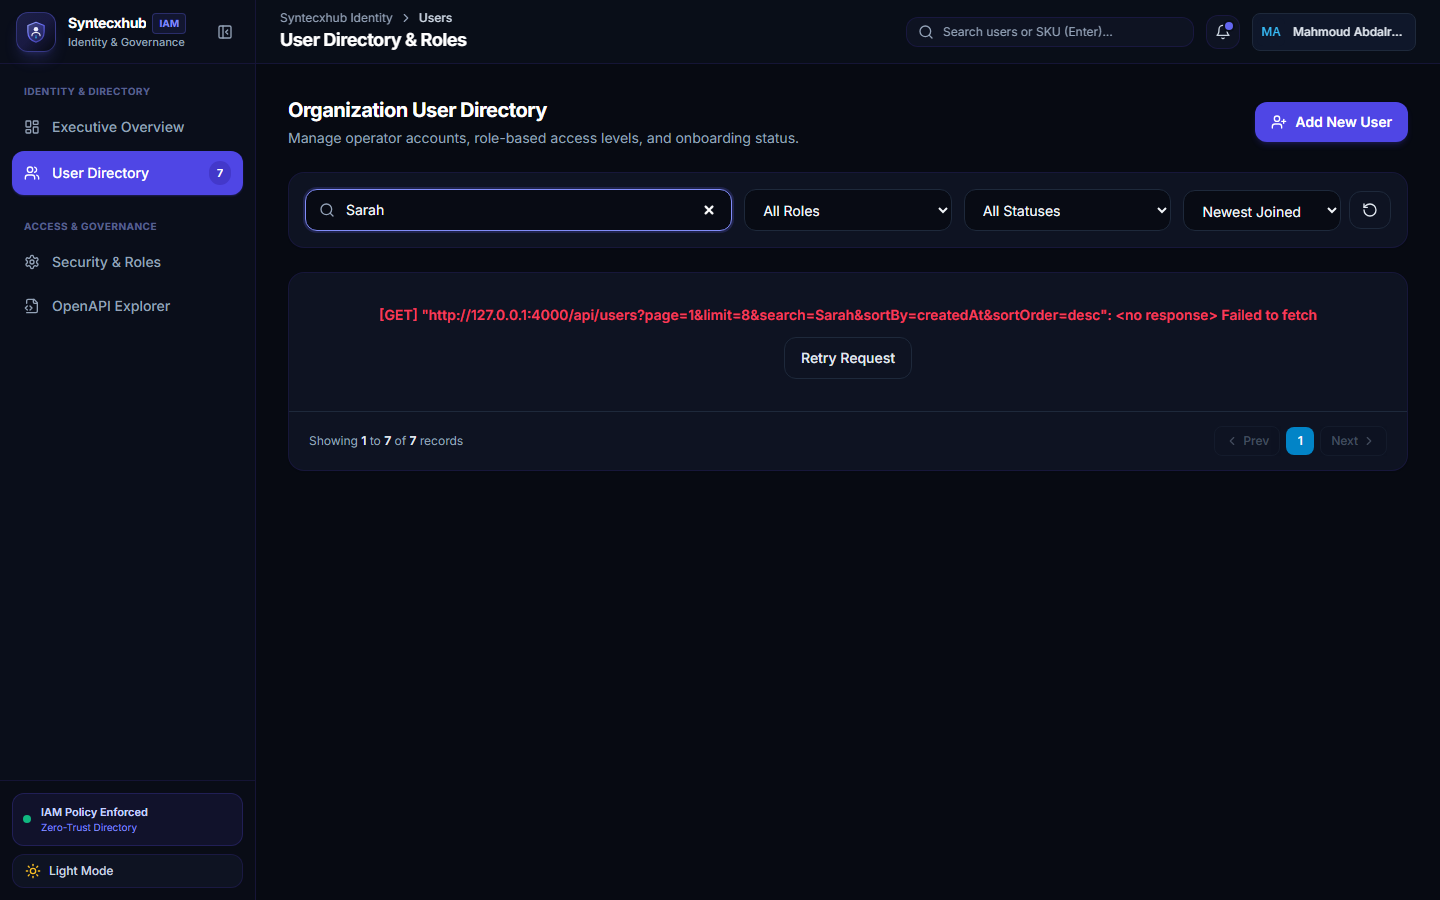 Syntecxhub IAM
Identity & Governance
Syntecxhub Identity > Users
User Directory & Roles
Search users or SKU (Enter)...
MA Mahmoud Abdalr...
IDENTITY & DIRECTORY
Executive Overview
User Directory 7
ACCESS & GOVERNANCE
Security & Roles
OpenAPI Explorer
IAM Policy Enforced
Zero-Trust Directory
Light Mode
Organization User Directory
Manage operator accounts, role-based access levels, and onboarding status.
Add New User
Sarah
All Roles
All Statuses
Newest Joined
[GET] "http://127.0.0.1:4000/api/users?page=1&limit=8&search=Sarah&sortBy=createdAt&sortOrder=desc": <no response> Failed to fetch
Retry Request
Showing 1 to 7 of 7 records
Prev 1 Next